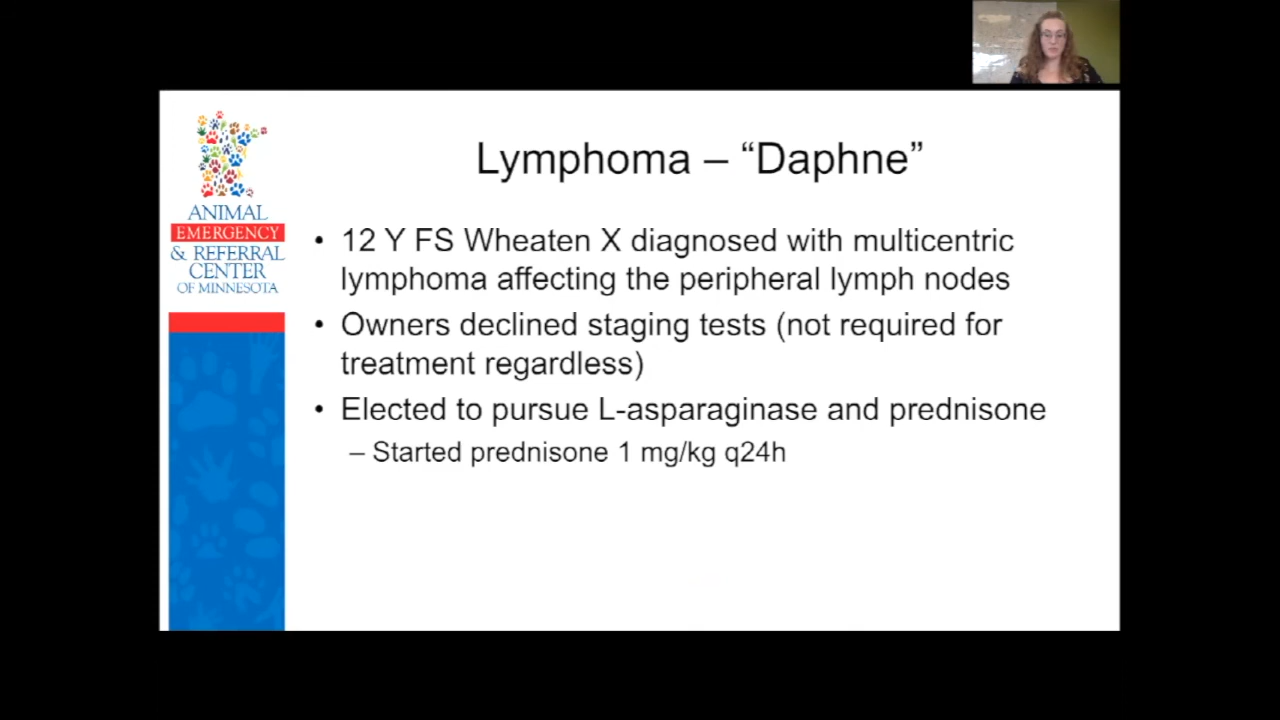 Lymphoma – “Daphne”
ANIMAL
EMERGENCY
& REFERRAL
CENTER
OF MINNESOTA
• 12 Y FS Wheaten X diagnosed with multicentric
lymphoma affecting the peripheral lymph nodes
• Owners declined staging tests (not required for
treatment regardless)
• Elected to pursue L-asparaginase and prednisone
– Started prednisone 1 mg/kg q24h